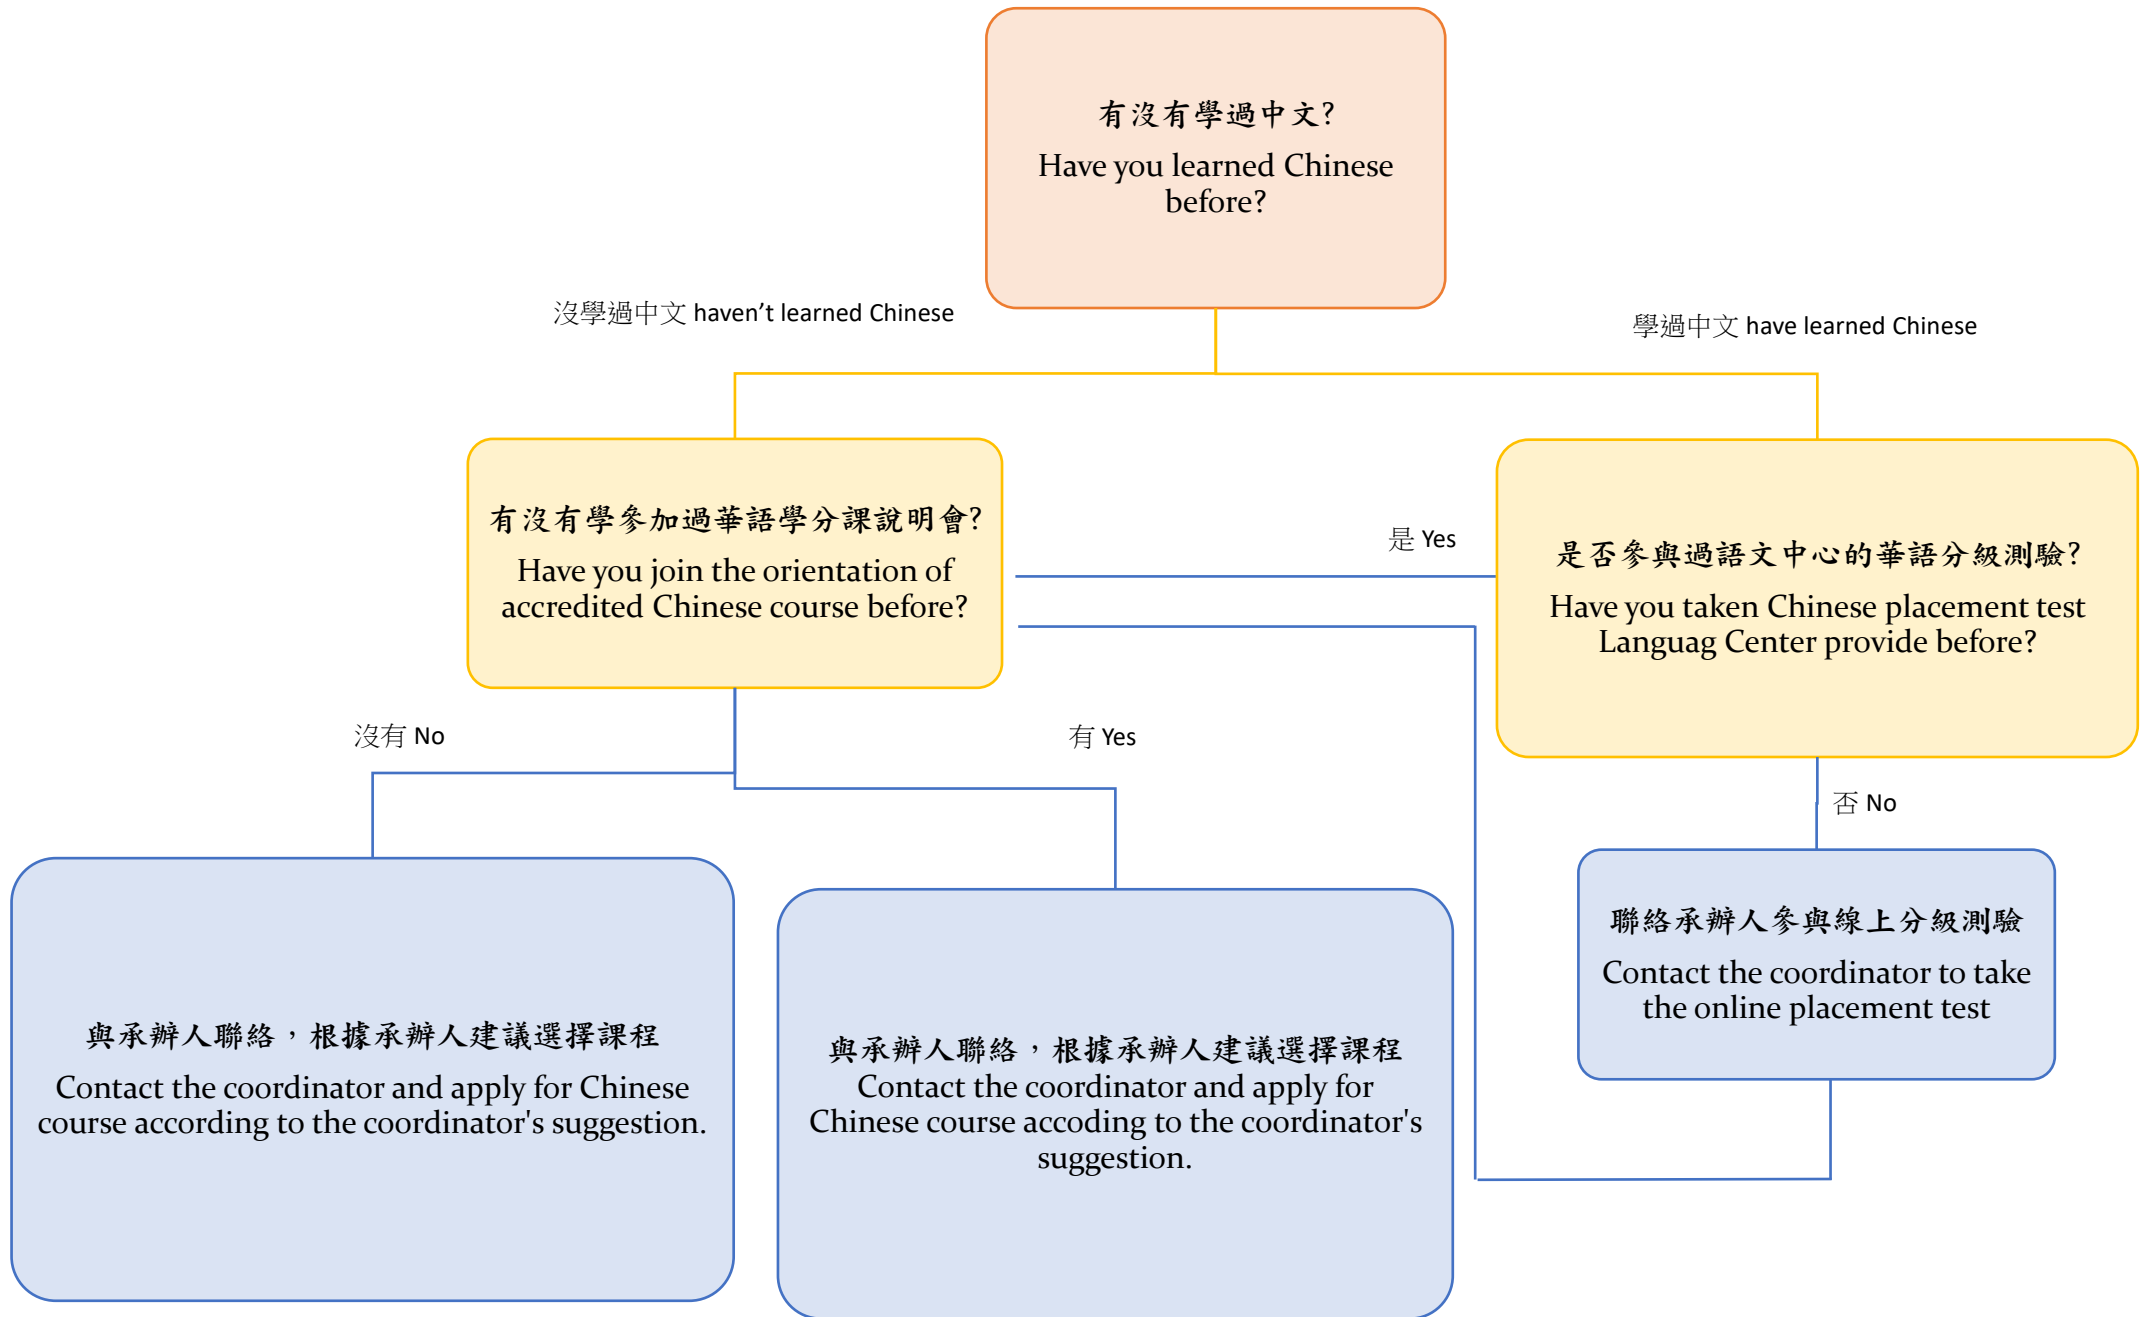 有沒有學過中文?
Have you learned Chinese
before?
沒學過中文 haven't learned Chinese
學過中文 have learned Chinese
有沒有學參加過華語學分課說明會?
Have you join the orientation of
accredited Chinese course before?
是 Yes
是否參與過語文中心的華語分級測驗?
Have you taken Chinese placement test
Languag Center provide before?
沒有 No
有 Yes
否 No
與承辦人聯絡，根據承辦人建議選擇課程
Contact the coordinator and apply for Chinese
course according to the coordinator's suggestion.
與承辦人聯絡，根據承辦人建議選擇課程
Contact the coordinator and apply for
Chinese course accoding to the coordinator's
suggestion.
聯絡承辦人參與線上分級測驗
Contact the coordinator to take
the online placement test